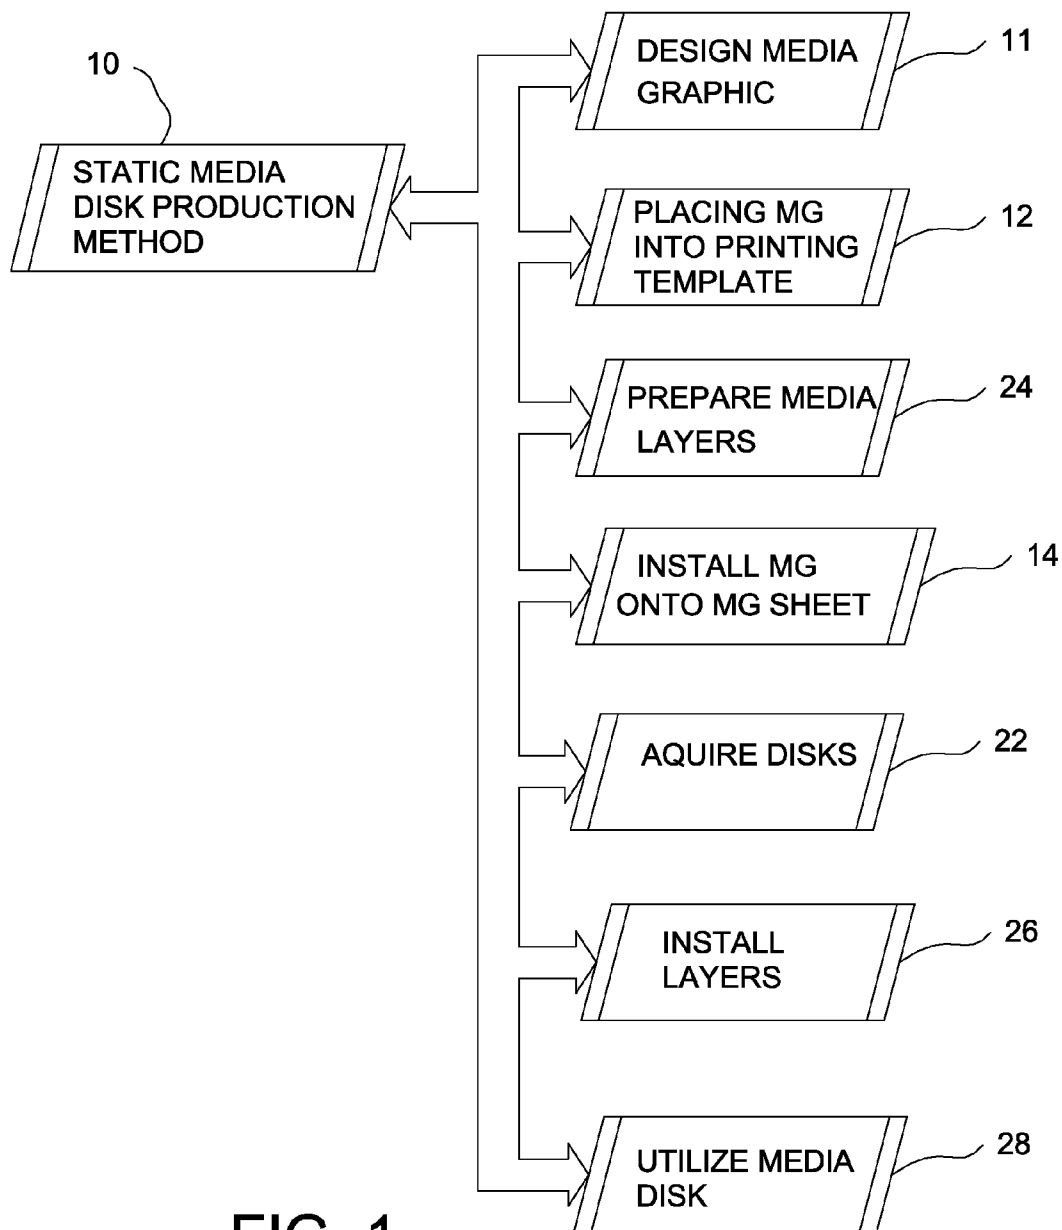 10
STATIC MEDIA
DISK PRODUCTION
METHOD
DESIGN MEDIA
GRAPHIC
11
PLACING MG
INTO PRINTING
TEMPLATE
12
PREPARE MEDIA
LAYERS
24
INSTALL MG
ONTO MG SHEET
14
AQUIRE DISKS
22
INSTALL
LAYERS
26
UTILIZE MEDIA
DISK
28
FIG. 1